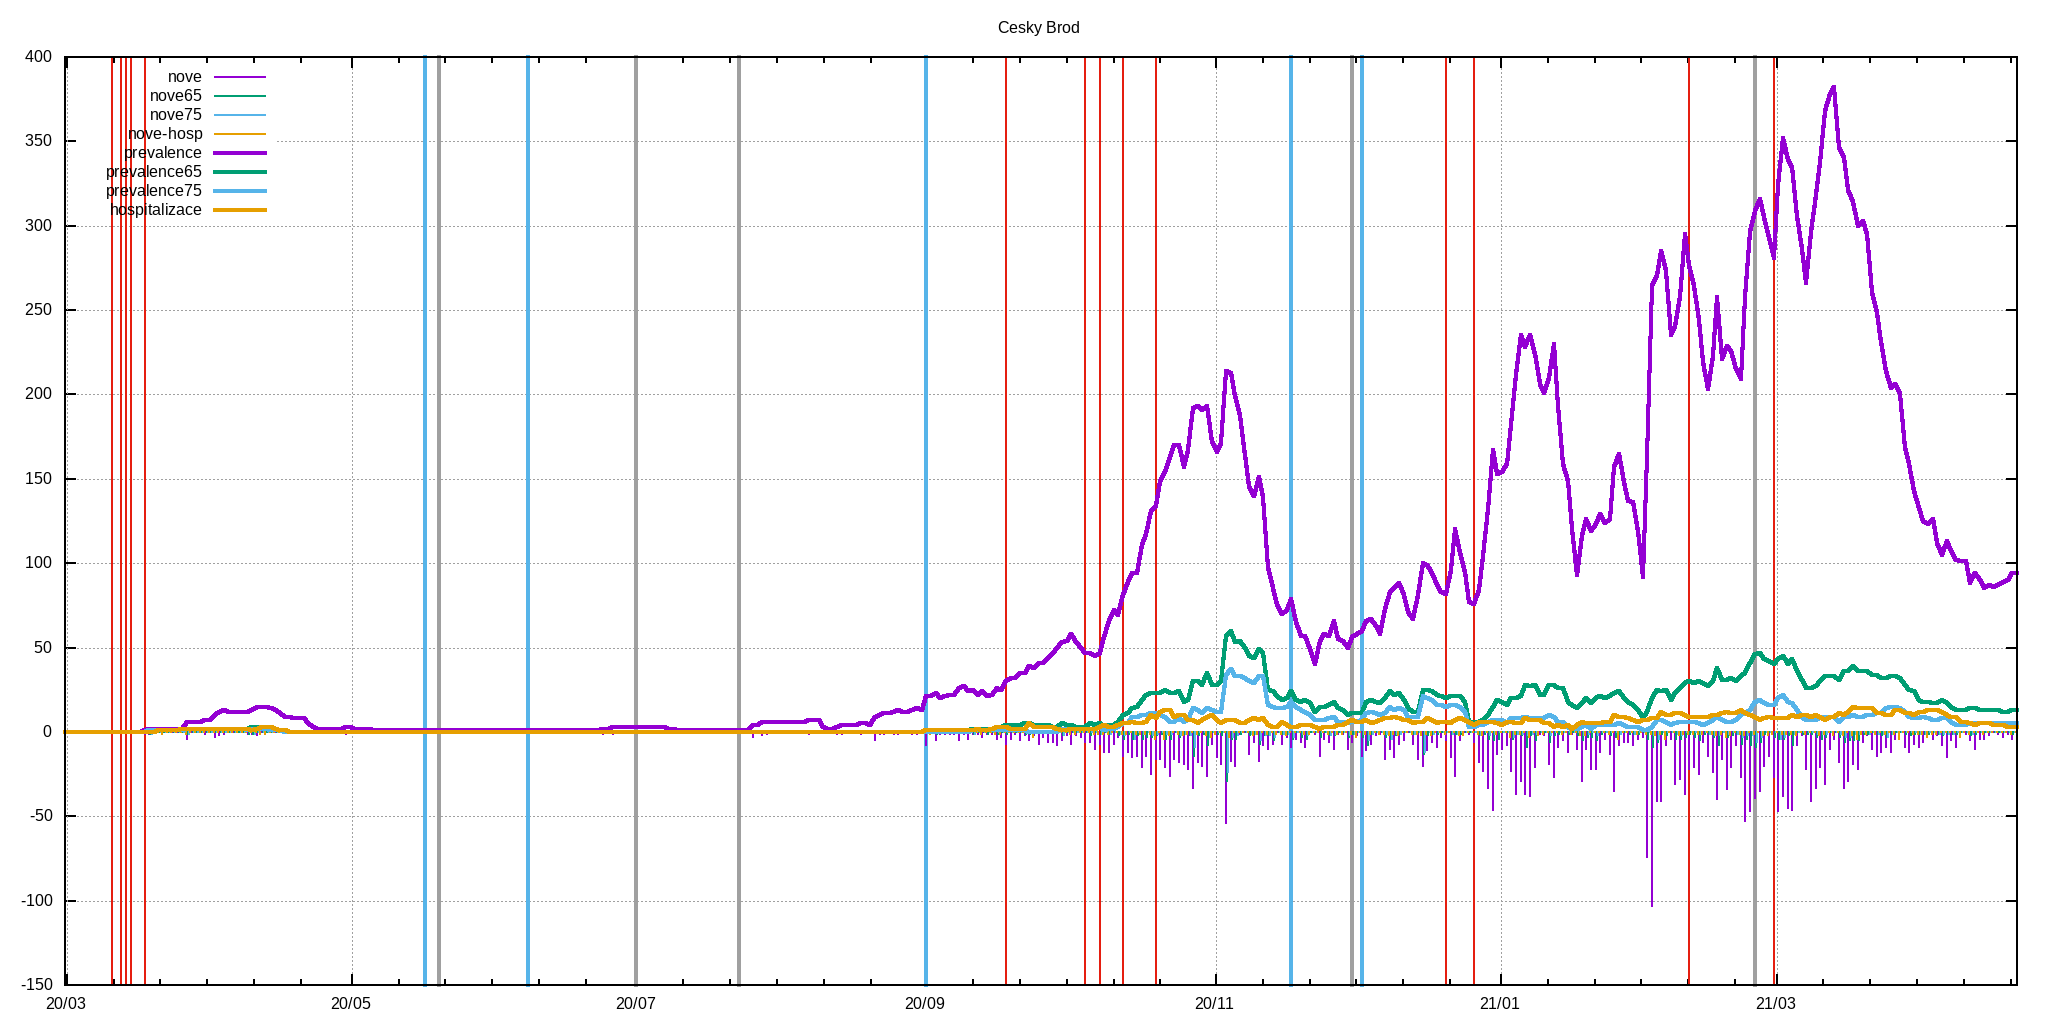 Cesky Brod
400
nove
nove65
nove75
nove-hosp
prevalence
prevalence65
prevalence75
hospitalizace
350
300
250
200
150
100
50
0
-50
-100
-150
20/03 20/05 20/07 20/09 20/11 21/01 21/03